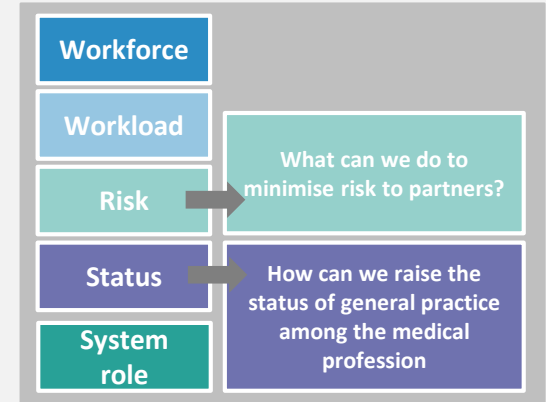 Workforce
Workload
Risk
What can we do to
minimise risk to partners?
Status
How can we raise the
status of general practice
among the medical
profession
System
role